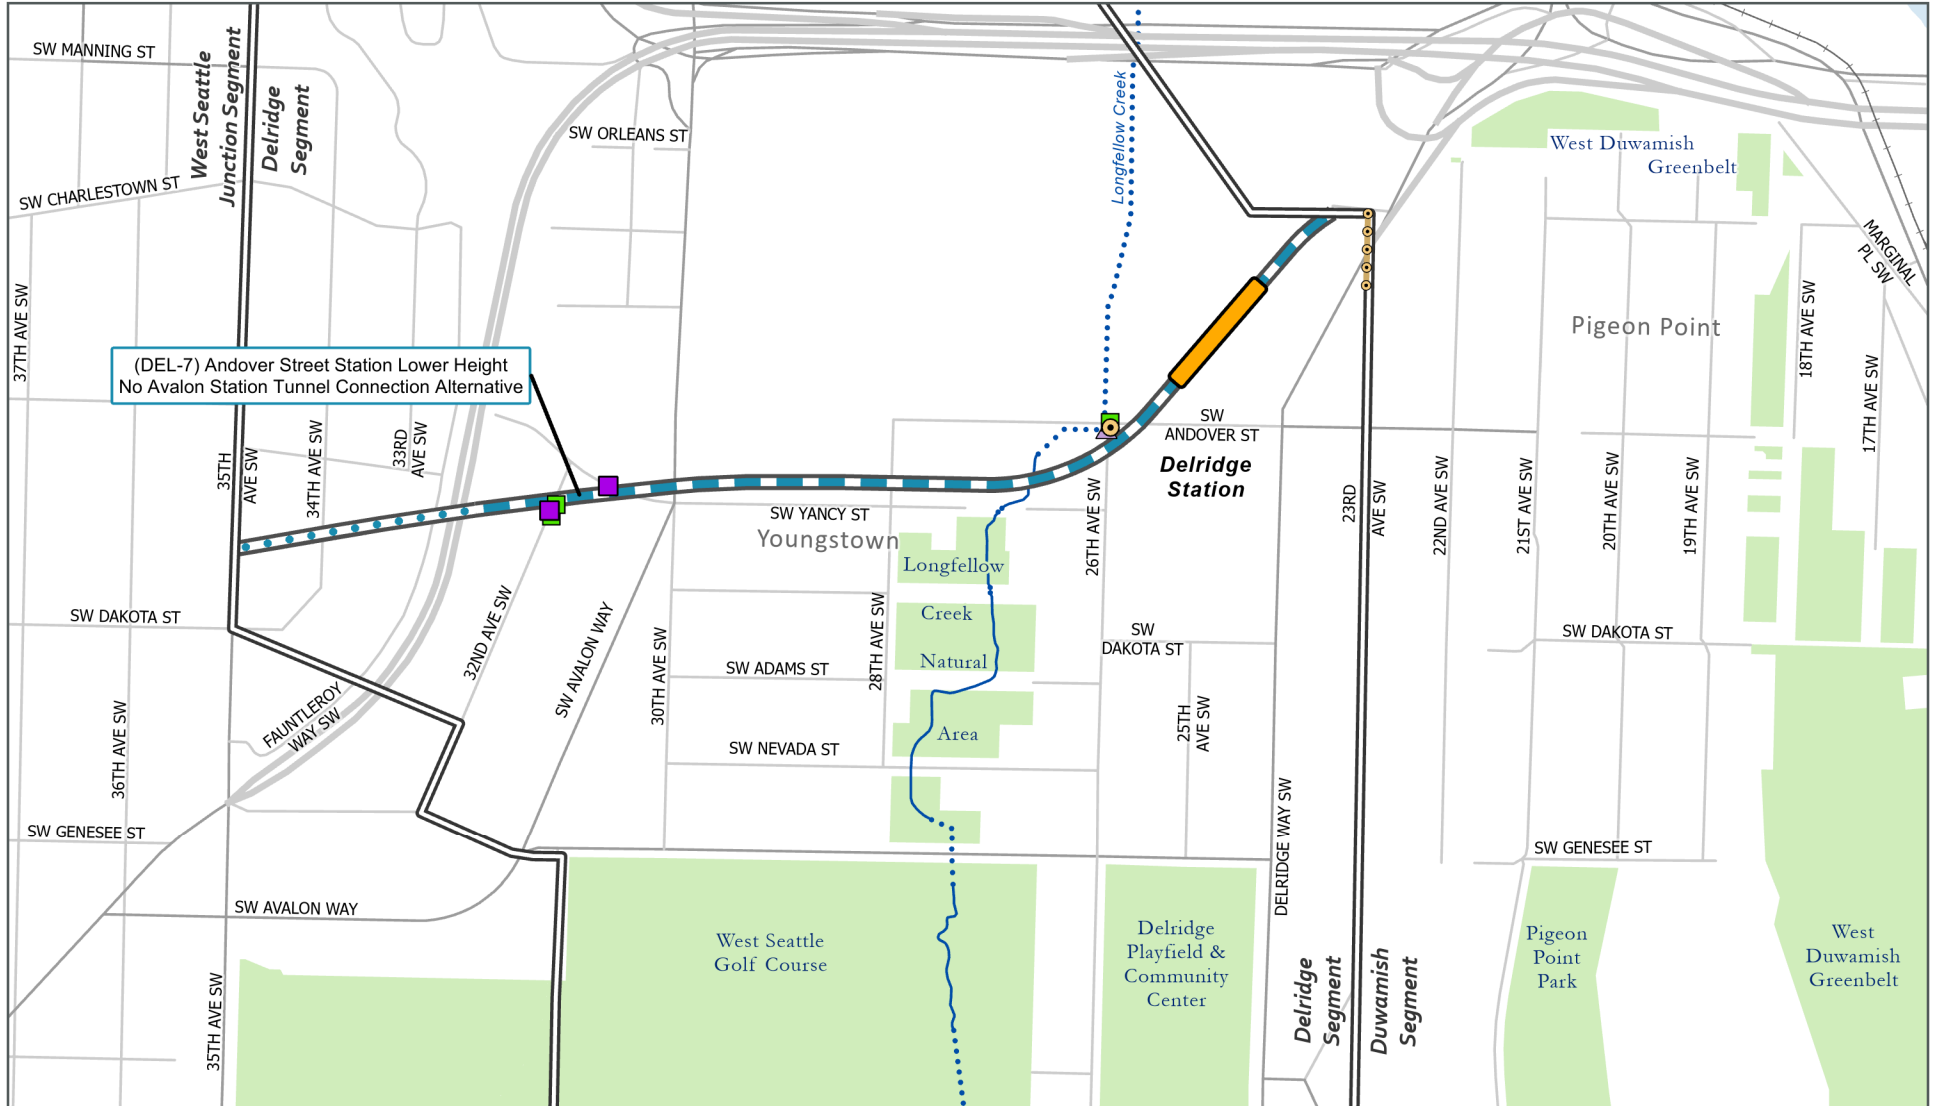 SW MANNING ST
West Seattle
Junction Segment
Delridge
Segment
SW ORLEANS ST
Longfellow Creek
West Duwamish
Greenbelt
SW CHARLESTOWN ST
MARGINAL
PL SW
37TH AVE SW
Pigeon Point
18TH AVE SW
17TH AVE SW
(DEL-7) Andover Street Station Lower Height
No Avalon Station Tunnel Connection Alternative
SW
ANDOVER ST
Delridge
Station
35TH
AVE SW
34TH AVE SW
33RD
AVE SW
SW YANCY ST
Youngstown
26TH AVE SW
23RD
AVE SW
22ND AVE SW
21ST AVE SW
20TH AVE SW
19TH AVE SW
Longfellow
Creek
Natural
Area
SW DAKOTA ST
32ND AVE SW
SW AVALON WAY
30TH AVE SW
28TH AVE SW
SW ADAMS ST
SW
DAKOTA ST
SW DAKOTA ST
FAUNTLEROY
WAY SW
36TH AVE SW
SW NEVADA ST
25TH
AVE SW
DELRIDGE WAY SW
SW GENESEE ST
SW GENESEE ST
SW AVALON WAY
West Seattle
Golf Course
Delridge
Playfield &
Community
Center
Pigeon
Point
Park
West
Duwamish
Greenbelt
35TH AVE SW
Delridge
Segment
Duwamish
Segment